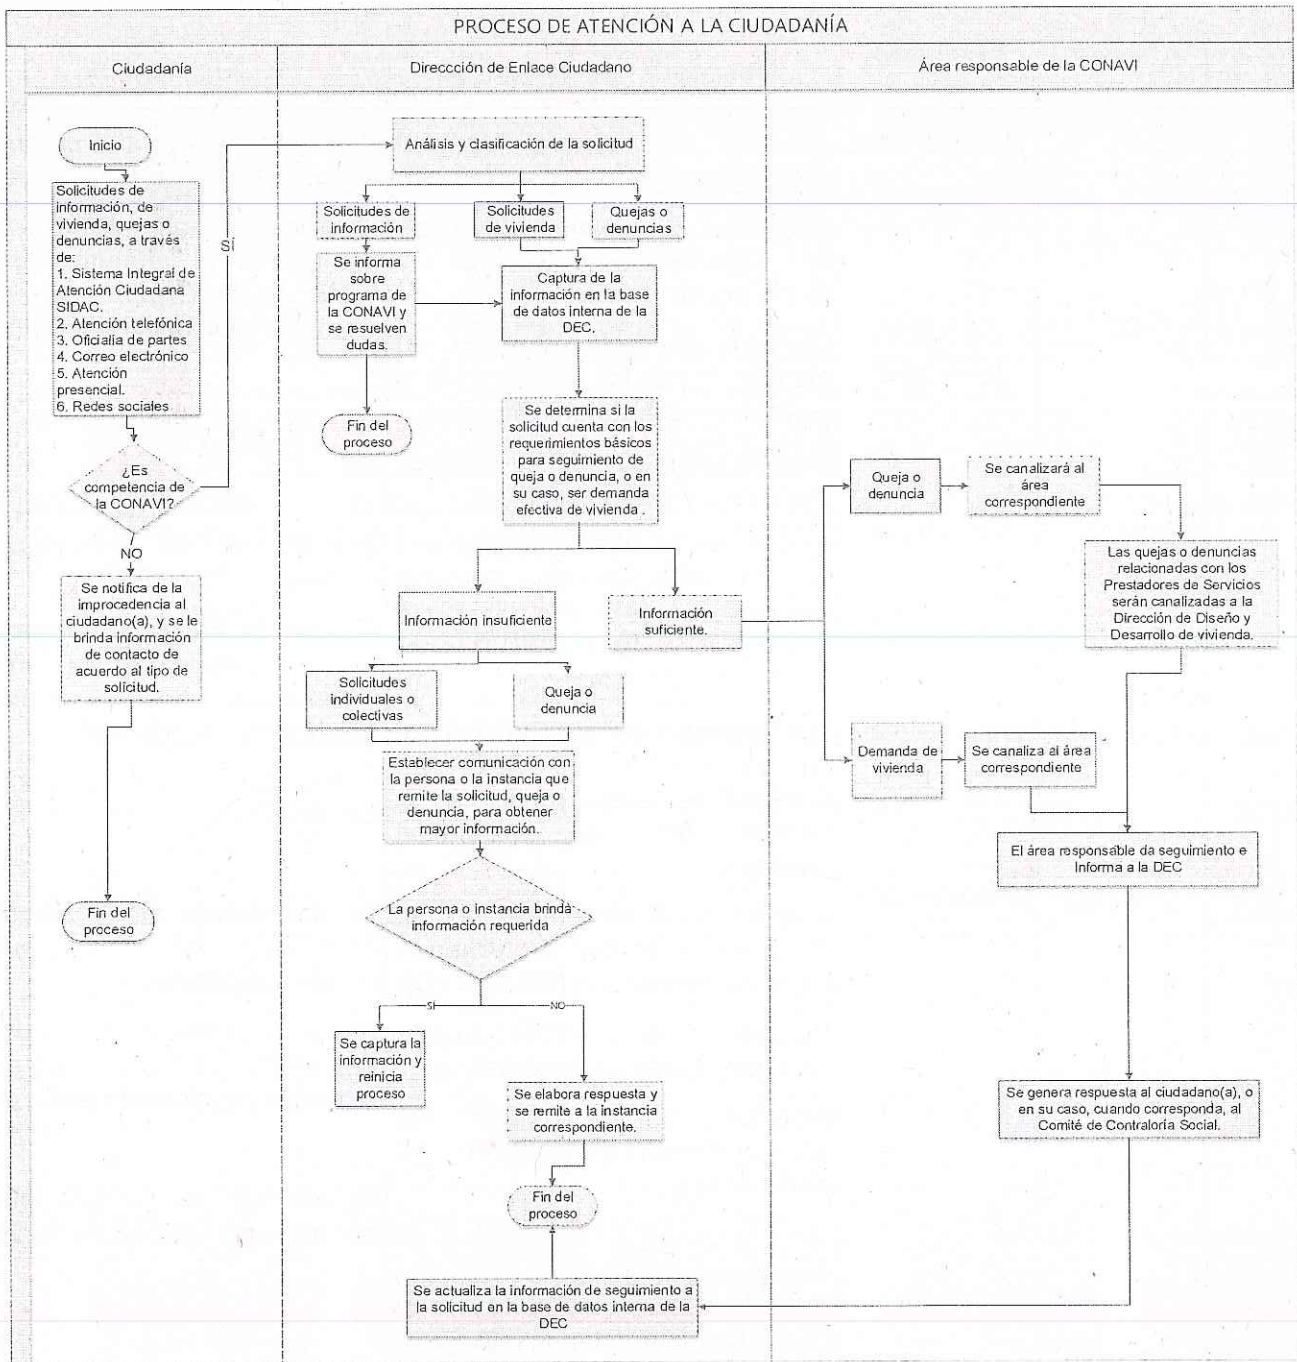 PROCESO DE ATENCIÓN A LA CIUDADANÍA
Ciudadanía
Direccción de Enlace Ciudadano
Área responsable de la CONAVI
Inicio
Solicitudes de
información, de
vivienda, quejas o
denuncias, a través
de:
1. Sistema Integral de
Atención Ciudadana
SIDAC.
2. Atención telefónica
3. Oficialía de partes
4. Correo electrónico
5. Atención
presencial.
6. Redes sociales
¿Es
competencia de
la CONAVI?
SÍ
NO
Se notifica de la
improcedencia al
ciudadano(a), y se le
brinda información
de contacto de
acuerdo al tipo de
solicitud.
Fin del
proceso
Análisis y clasificación de la solicitud
Solicitudes de
información
Solicitudes
de vivienda
Quejas o
denuncias
Se informa
sobre
programa de
la CONAVI y
se resuelven
dudas.
Fin del
proceso
Captura de la
información en la base
de datos interna de la
DEC.
Se determina si la
solicitud cuenta con los
requerimientos básicos
para seguimiento de
queja o denuncia, o en
su caso, ser demanda
efectiva de vivienda .
Información insuficiente
Información
suficiente.
Solicitudes
individuales o
colectivas
Queja o
denuncia
Establecer comunicación con
la persona o la instancia que
remite la solicitud, queja o
denuncia, para obtener
mayor información.
La persona o instancia brinda
información requerida
SÍ
NO
Se captura la
información y
reinicia
proceso
Se elabora respuesta y
se remite a la instancia
correspondiente.
Fin del
proceso
Se actualiza la información de seguimiento a
la solicitud en la base de datos interna de la
DEC
Queja o
denuncia
Se canalizará al
área
correspondiente
Las quejas o denuncias
relacionadas con los
Prestadores de Servicios
serán canalizadas a la
Dirección de Diseño y
Desarrollo de vivienda.
Demanda de
vivienda
Se canaliza al área
correspondiente
El área responsable da seguimiento e
Informa a la DEC
Se genera respuesta al ciudadano(a), o
en su caso, cuando corresponda, al
Comité de Contraloría Social.